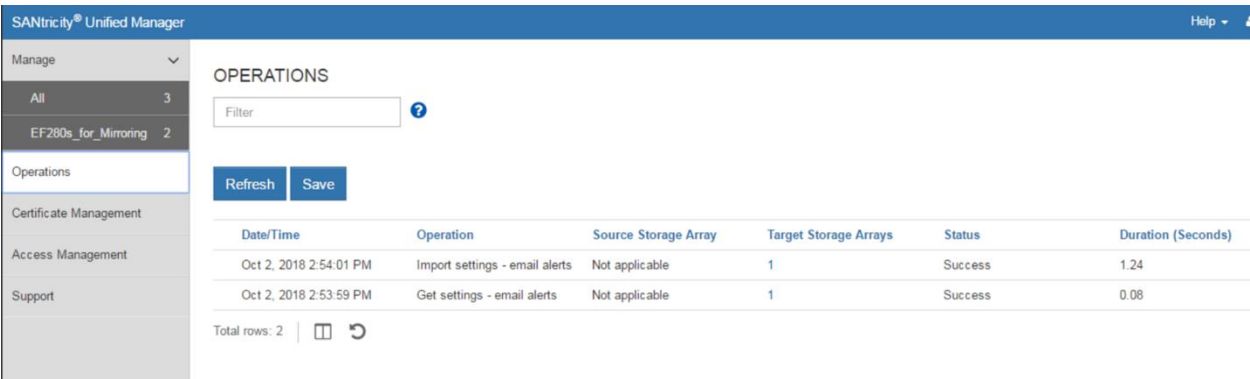 SANtricity® Unified Manager
Help
Manage
All 3
EF280s_for_Mirroring 2
Operations
Certificate Management
Access Management
Support
OPERATIONS
Filter
?
Refresh Save
Date/Time Operation Source Storage Array Target Storage Arrays Status Duration (Seconds)
Oct 2, 2018 2:54:01 PM Import settings - email alerts Not applicable 1 Success 1.24
Oct 2, 2018 2:53:59 PM Get settings - email alerts Not applicable 1 Success 0.08
Total rows: 2